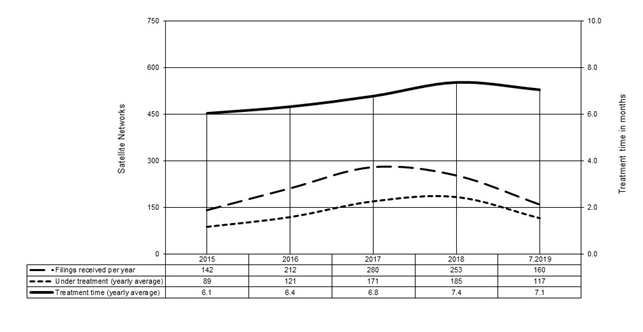 750
10.0
600
8.0
450
6.0
300
4.0
150
2.0
0
0.0
Satellite Networks
Treatment time in months
2015 2016 2017 2018 7.2019
Filings received per year 142 212 280 253 160
Under treatment (yearly average) 89 121 171 185 117
Treatment time (yearly average) 6.1 6.4 6.8 7.4 7.1